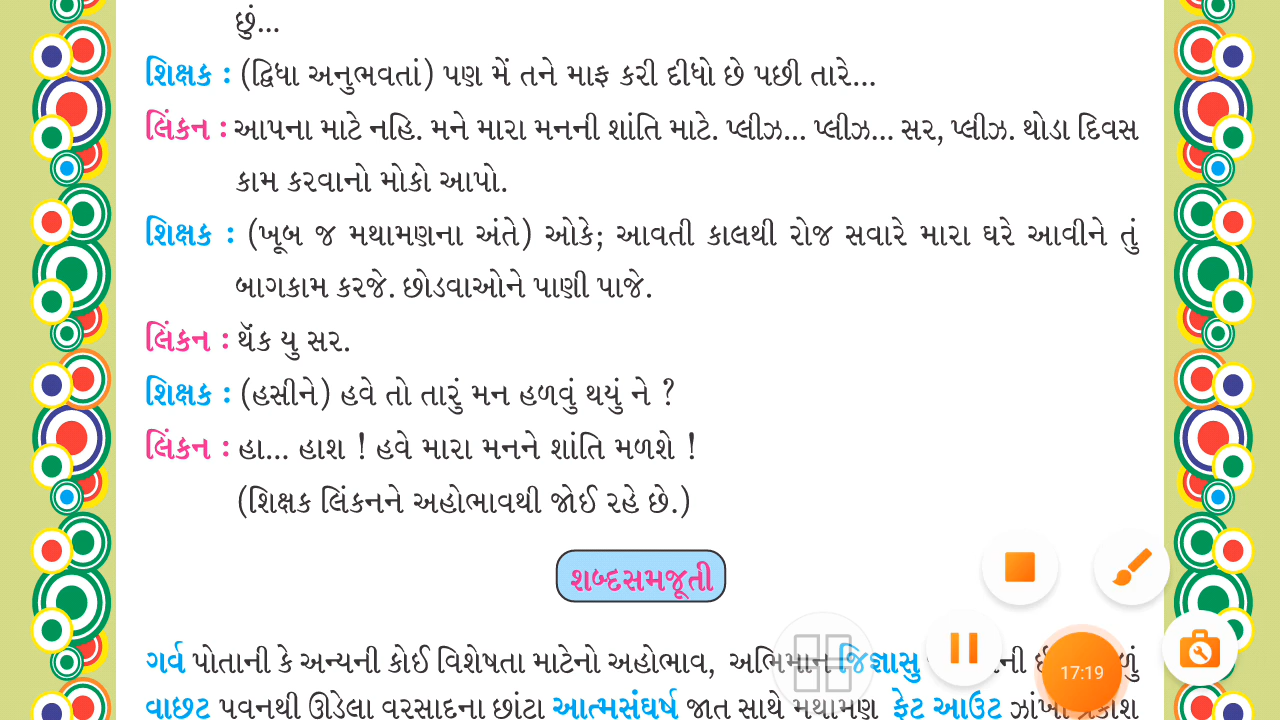 છું...
શિક્ષક : (દ્વિધા અનુભવતાં) પણ મેં તને માફ કરી દીધો છે પછી તારે...
લિંકન : આપના માટે નહિ. મને મારા મનની શાંતિ માટે. પ્લીઝ... પ્લીઝ... સર, પ્લીઝ. થોડા દિવસ
કામ કરવાનો મોકો આપો.
શિક્ષક : (ખૂબ જ મથામણના અંતે) ઓકે; આવતી કાલથી રોજ સવારે મારા ઘરે આવીને તું
બાગકામ કરજે. છોડવાઓને પાણી પાજે.
લિંકન : થૅંક યુ સર.
શિક્ષક : (હસીને) હવે તો તારું મન હળવું થયું ને ?
લિંકન : હા... હાશ ! હવે મારા મનને શાંતિ મળશે !
(શિક્ષક લિંકનને અહોભાવથી જોઈ રહે છે.)
શબ્દસમજૂતી
ગર્વ પોતાની કે અન્યની કોઈ વિશેષતા માટેનો અહોભાવ, અભિમાન જિજ્ઞાસુ
વાછટ પવનથી ઊડેલા વરસાદના છાંટા આત્મસંઘર્ષ જાત સાથે મથામણ ફેટ આઉટ ઝાંખો પ્રકાશ
17:19